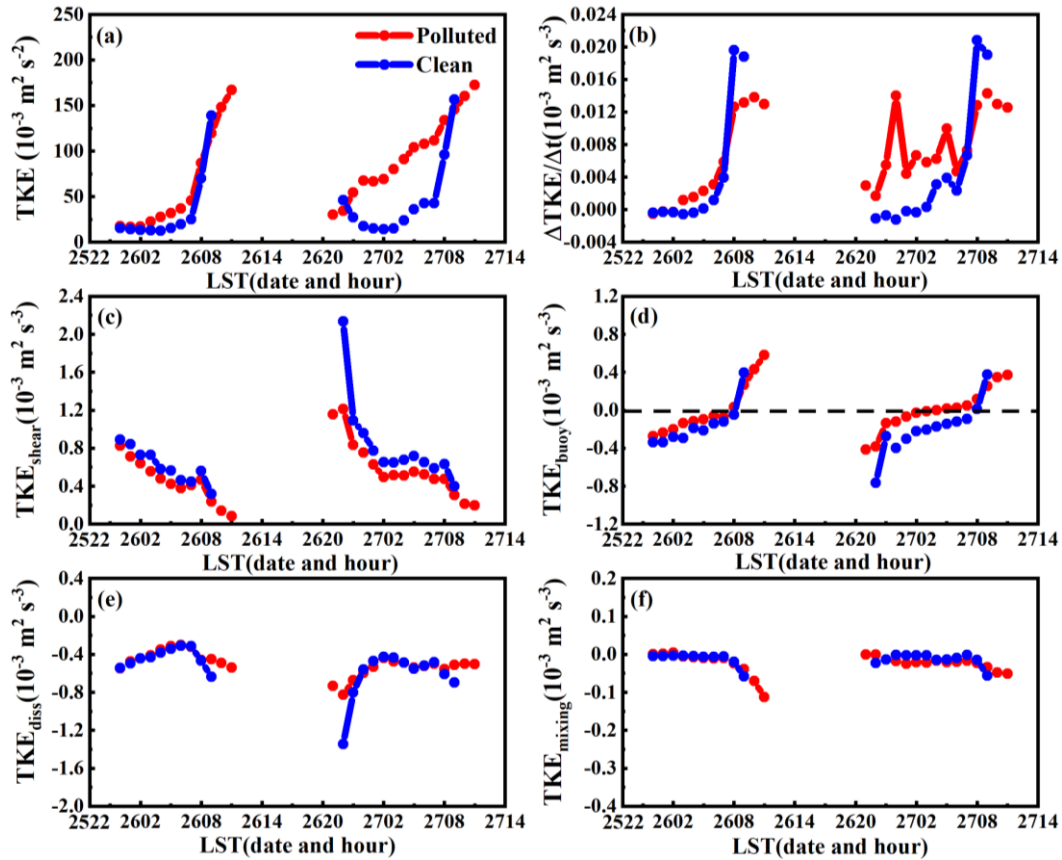 (a)
Polluted
Clean
TKE (10⁻³ m² s⁻²)
250
200
150
100
50
0
2522 2602 2608 2614 2620 2702 2708 2714
LST(date and hour)
(b)
ΔTKE/Δt(10⁻³ m² s⁻³)
0.024
0.020
0.016
0.012
0.008
0.004
0.000
-0.004
2522 2602 2608 2614 2620 2702 2708 2714
LST(date and hour)
(c)
TKE_shear(10⁻³ m² s⁻³)
2.4
2.0
1.6
1.2
0.8
0.4
0.0
2522 2602 2608 2614 2620 2702 2708 2714
LST(date and hour)
(d)
TKE_buoy(10⁻³ m² s⁻³)
1.2
0.8
0.4
0.0
-0.4
-0.8
-1.2
2522 2602 2608 2614 2620 2702 2708 2714
LST(date and hour)
(e)
TKE_diss(10⁻³ m² s⁻³)
0.4
0.0
-0.4
-0.8
-1.2
-1.6
-2.0
2522 2602 2608 2614 2620 2702 2708 2714
LST(date and hour)
(f)
TKE_mixing(10⁻³ m² s⁻³)
0.2
0.1
0.0
-0.1
-0.2
-0.3
-0.4
2522 2602 2608 2614 2620 2702 2708 2714
LST(date and hour)